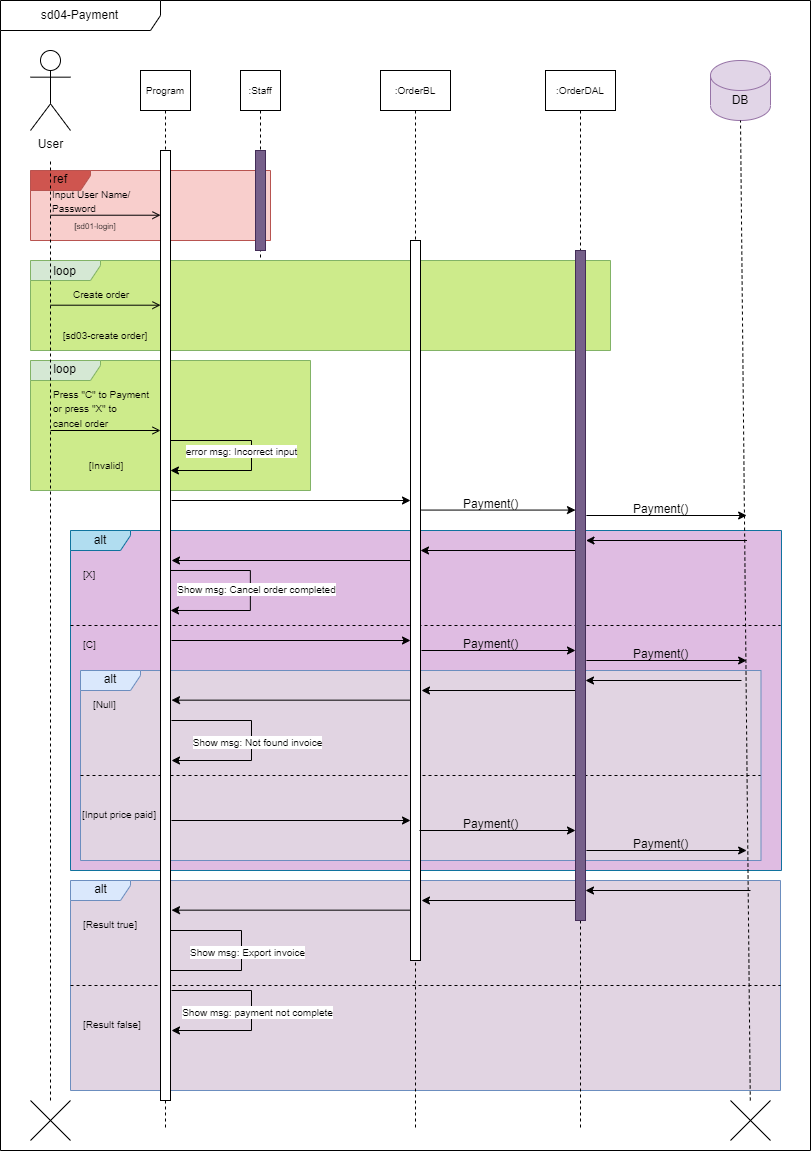 sd04-Payment
User
Program
:Staff
:OrderBL
:OrderDAL
DB
ref
Input User Name/
Password
[sd01-login]
loop
Create order
[sd03-create order]
loop
Press "C" to Payment
or press "X" to
cancel order
error msg: Incorrect input
[Invalid]
Payment()
Payment()
alt
[X]
Show msg: Cancel order completed
[C]
Payment()
Payment()
alt
[Null]
Show msg: Not found invoice
[Input price paid]
Payment()
Payment()
alt
[Result true]
Show msg: Export invoice
Show msg: payment not complete
[Result false]